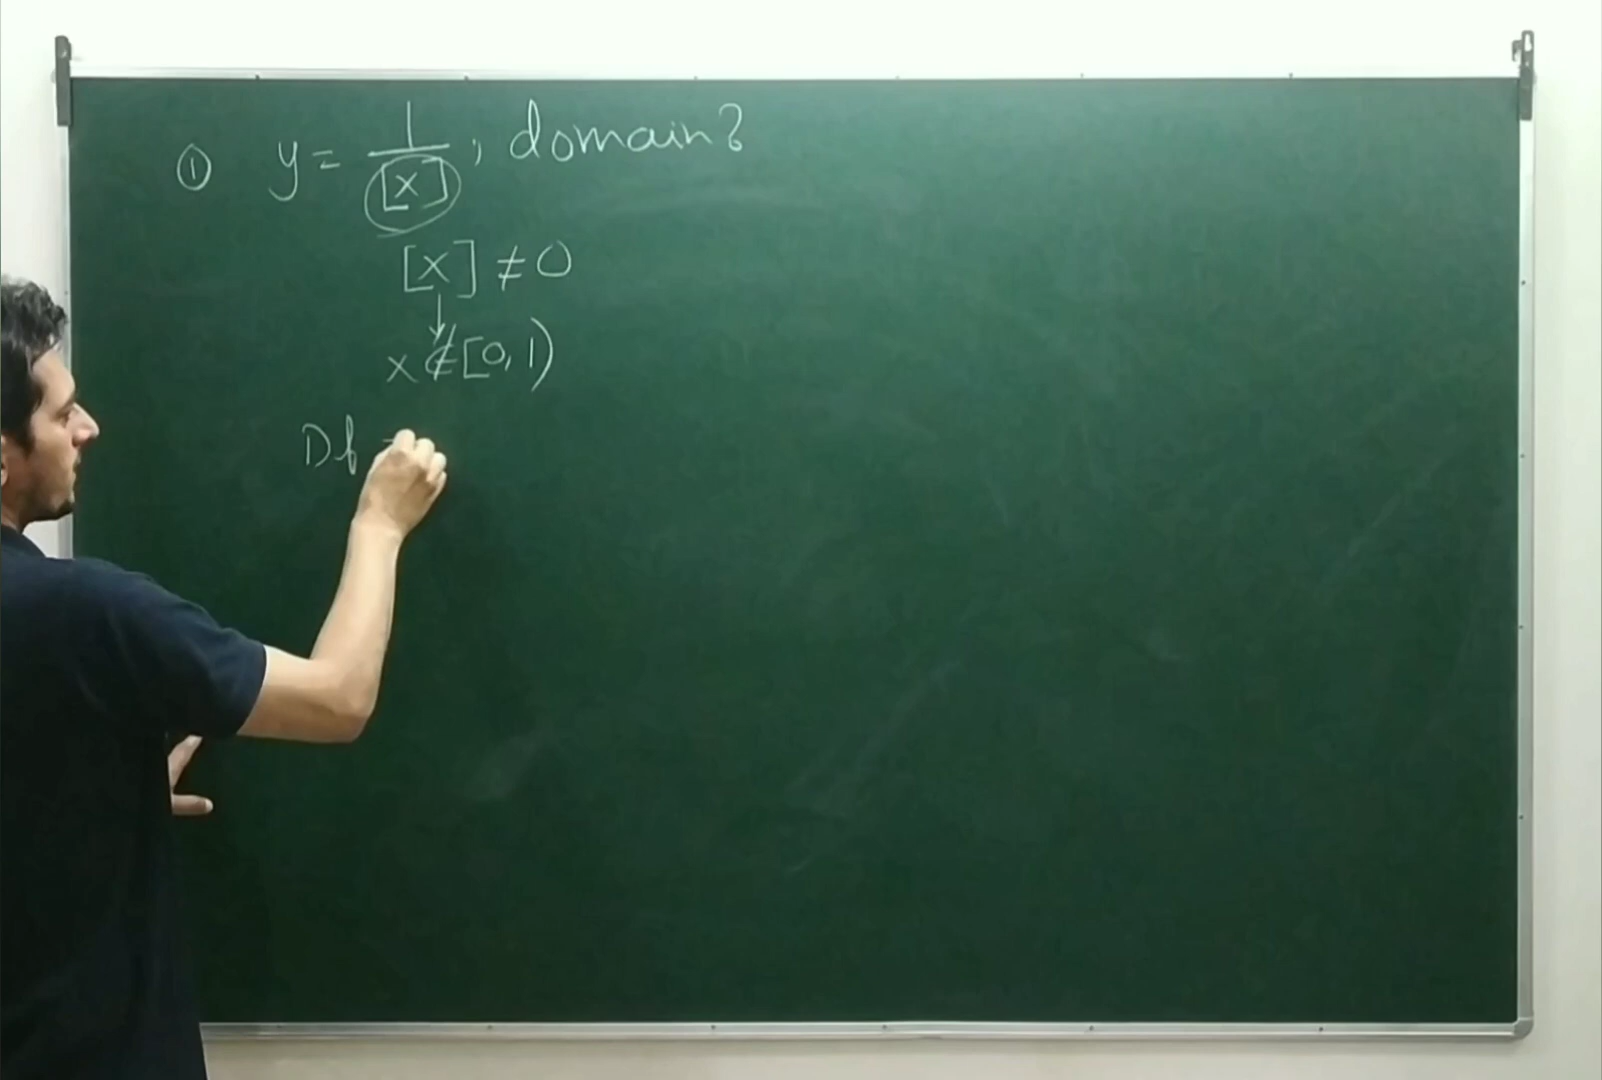 ① y = 1/[x] , domain?
[x] ≠ 0
↓
x ∉ [0, 1)
Df =